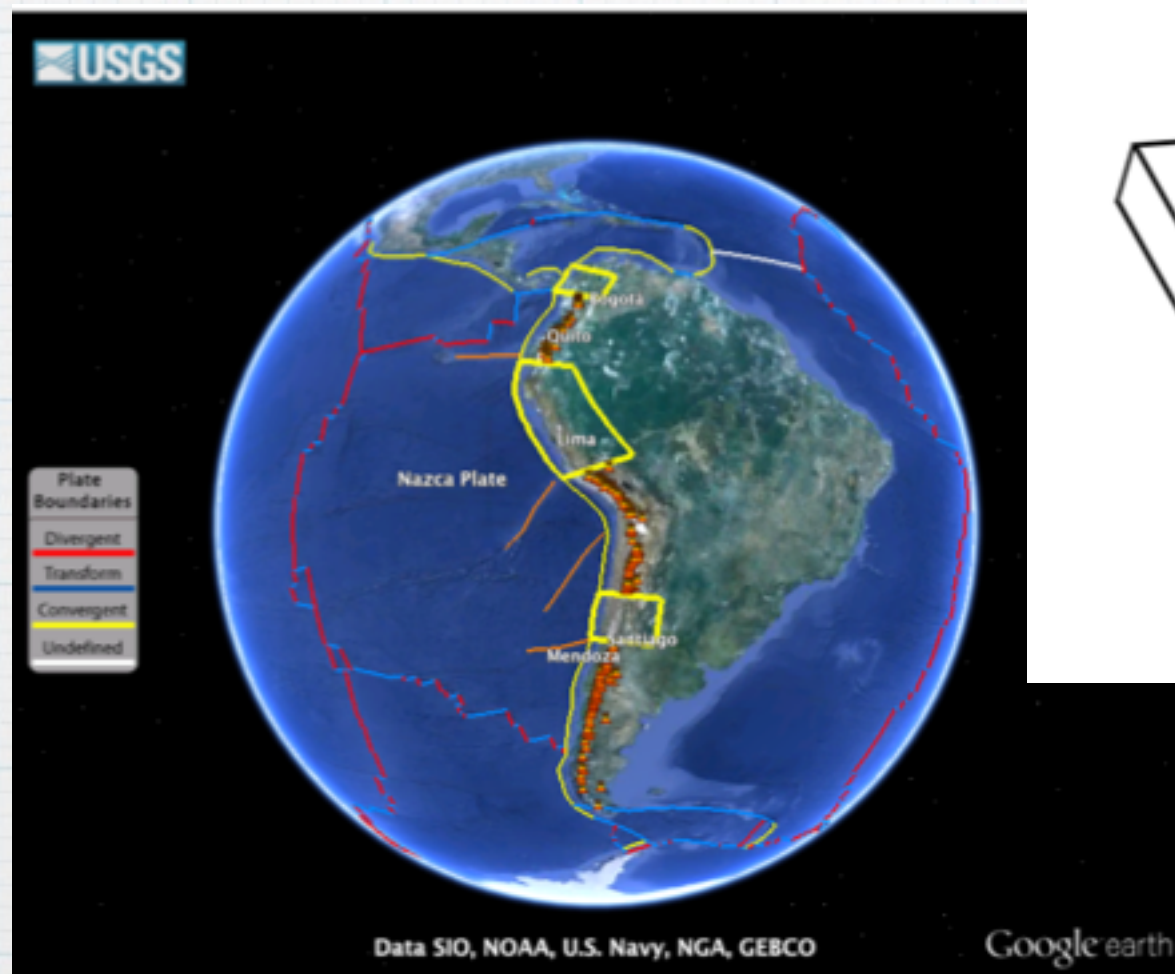 USGS
Bogotá
Quito
Lima
Nazca Plate
Plate
Boundaries
Divergent
Transform
Convergent
Undefined
Santiago
Mendoza
Data SIO, NOAA, U.S. Navy, NGA, GEBCO
Google earth